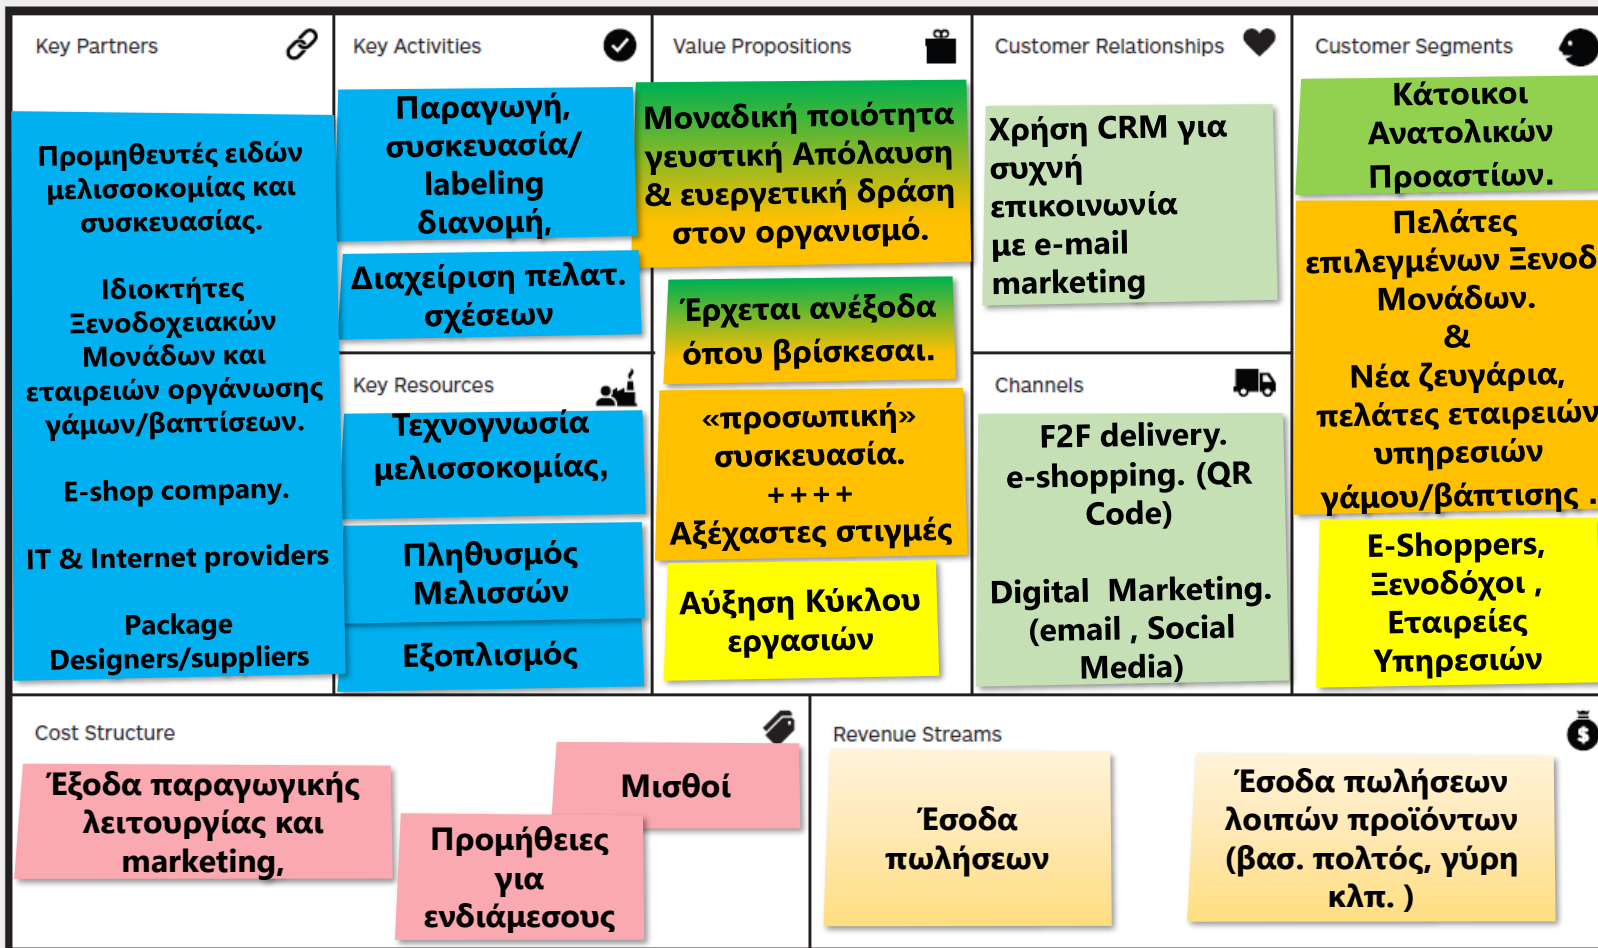 Key Partners
Προμηθευτές ειδών
μελισσοκομίας και
συσκευασίας.
Ιδιοκτήτες
Ξενοδοχειακών
Μονάδων και
εταιρειών οργάνωσης
γάμων/βαπτίσεων.
E-shop company.
IT & Internet providers
Package
Designers/suppliers
Key Activities
Παραγωγή,
συσκευασία/
labeling
διανομή,
Διαχείριση πελατ.
σχέσεων
Key Resources
Τεχνογνωσία
μελισσοκομίας,
Πληθυσμός
Μελισσών
Εξοπλισμός
Value Propositions
Μοναδική ποιότητα
γευστική Απόλαυση
& ευεργετική δράση
στον οργανισμό.
Έρχεται ανέξοδα
όπου βρίσκεσαι.
«προσωπική»
συσκευασία.
++++
Αξέχαστες στιγμές
Αύξηση Κύκλου
εργασιών
Customer Relationships
Χρήση CRM για
συχνή
επικοινωνία
με e-mail
marketing
Channels
F2F delivery.
e-shopping. (QR
Code)
Digital Marketing.
(email , Social
Media)
Customer Segments
Κάτοικοι
Ανατολικών
Προαστίων.
Πελάτες
επιλεγμένων Ξενοδ
Μονάδων.
&
Νέα ζευγάρια,
πελάτες εταιρειών
υπηρεσιών
γάμου/βάπτισης .
E-Shoppers,
Ξενοδόχοι ,
Εταιρείες
Υπηρεσιών
Cost Structure
Έξοδα παραγωγικής
λειτουργίας και
marketing,
Μισθοί
Προμήθειες
για
ενδιάμεσους
Revenue Streams
Έσοδα
πωλήσεων
Έσοδα πωλήσεων
λοιπών προϊόντων
(βασ. πολτός, γύρη
κλπ. )